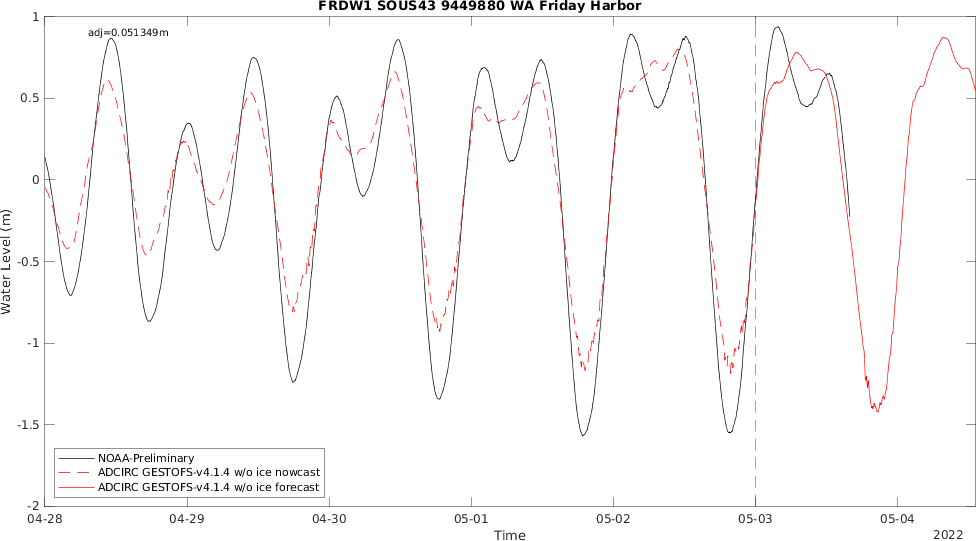 FRDW1 SOUS43 9449880 WA Friday Harbor
adj=0.051349m
1
0.5
0
-0.5
-1
-1.5
-2
Water Level (m)
NOAA-Preliminary
ADCIRC GESTOFS-v4.1.4 w/o ice nowcast
ADCIRC GESTOFS-v4.1.4 w/o ice forecast
04-28 04-29 04-30 05-01 05-02 05-03 05-04
Time
2022